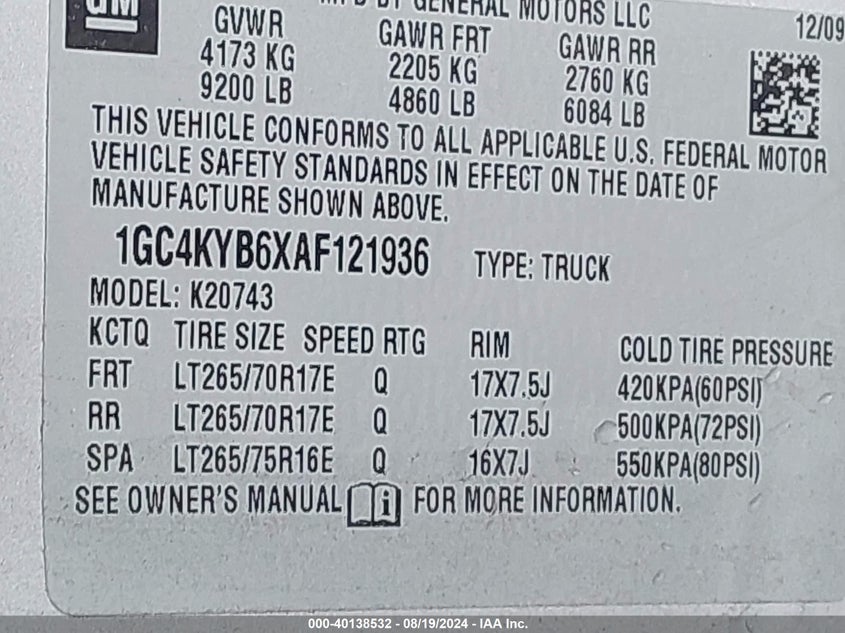 GM
MFD BY GENERAL MOTORS LLC 12/09
GVWR GAWR FRT GAWR RR
4173 KG 2205 KG 2760 KG
9200 LB 4860 LB 6084 LB
THIS VEHICLE CONFORMS TO ALL APPLICABLE U.S. FEDERAL MOTOR
VEHICLE SAFETY STANDARDS IN EFFECT ON THE DATE OF
MANUFACTURE SHOWN ABOVE.
1GC4KYB6XAF121936 TYPE: TRUCK
MODEL: K20743
KCTQ TIRE SIZE SPEED RTG RIM COLD TIRE PRESSURE
FRT LT265/70R17E Q 17X7.5J 420KPA(60PSI)
RR LT265/70R17E Q 17X7.5J 500KPA(72PSI)
SPA LT265/75R16E Q 16X7J 550KPA(80PSI)
SEE OWNER'S MANUAL i FOR MORE INFORMATION.
000-40138532 - 08/19/2024 - IAA Inc.